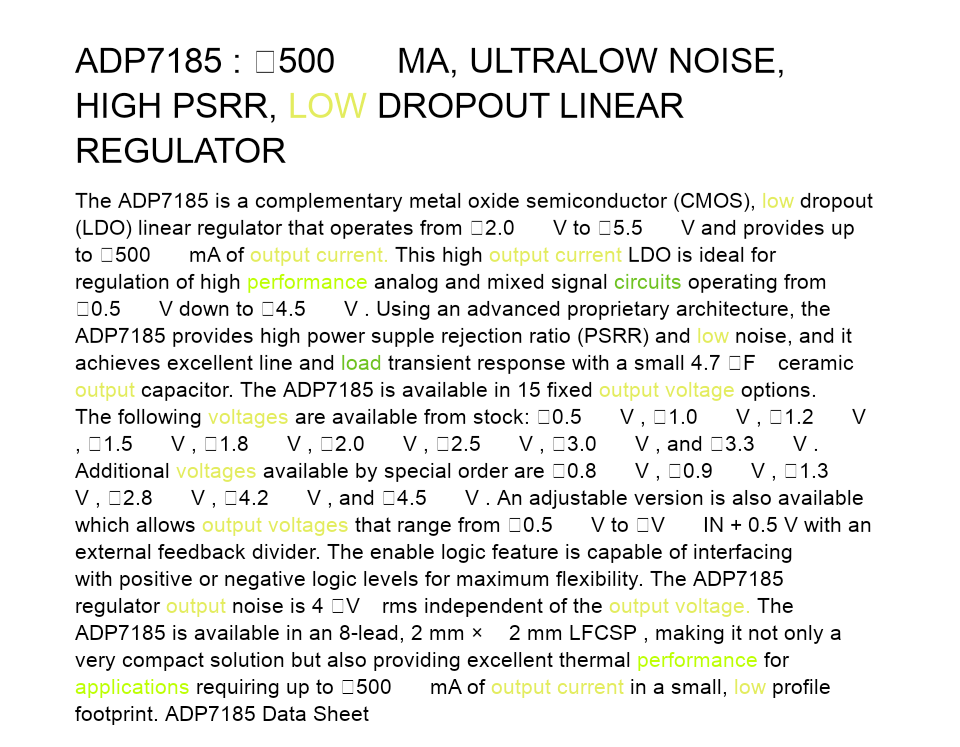 ADP7185 : □500 MA, ULTRALOW NOISE,
HIGH PSRR, LOW DROPOUT LINEAR
REGULATOR
The ADP7185 is a complementary metal oxide semiconductor (CMOS), low dropout
(LDO) linear regulator that operates from □2.0 V to □5.5 V and provides up
to □500 mA of output current. This high output current LDO is ideal for
regulation of high performance analog and mixed signal circuits operating from
□0.5 V down to □4.5 V . Using an advanced proprietary architecture, the
ADP7185 provides high power supple rejection ratio (PSRR) and low noise, and it
achieves excellent line and load transient response with a small 4.7 □F ceramic
output capacitor. The ADP7185 is available in 15 fixed output voltage options.
The following voltages are available from stock: □0.5 V , □1.0 V , □1.2 V
, □1.5 V , □1.8 V , □2.0 V , □2.5 V , □3.0 V , and □3.3 V .
Additional voltages available by special order are □0.8 V , □0.9 V , □1.3
V , □2.8 V , □4.2 V , and □4.5 V . An adjustable version is also available
which allows output voltages that range from □0.5 V to □V IN + 0.5 V with an
external feedback divider. The enable logic feature is capable of interfacing
with positive or negative logic levels for maximum flexibility. The ADP7185
regulator output noise is 4 □V rms independent of the output voltage. The
ADP7185 is available in an 8-lead, 2 mm × 2 mm LFCSP , making it not only a
very compact solution but also providing excellent thermal performance for
applications requiring up to □500 mA of output current in a small, low profile
footprint. ADP7185 Data Sheet